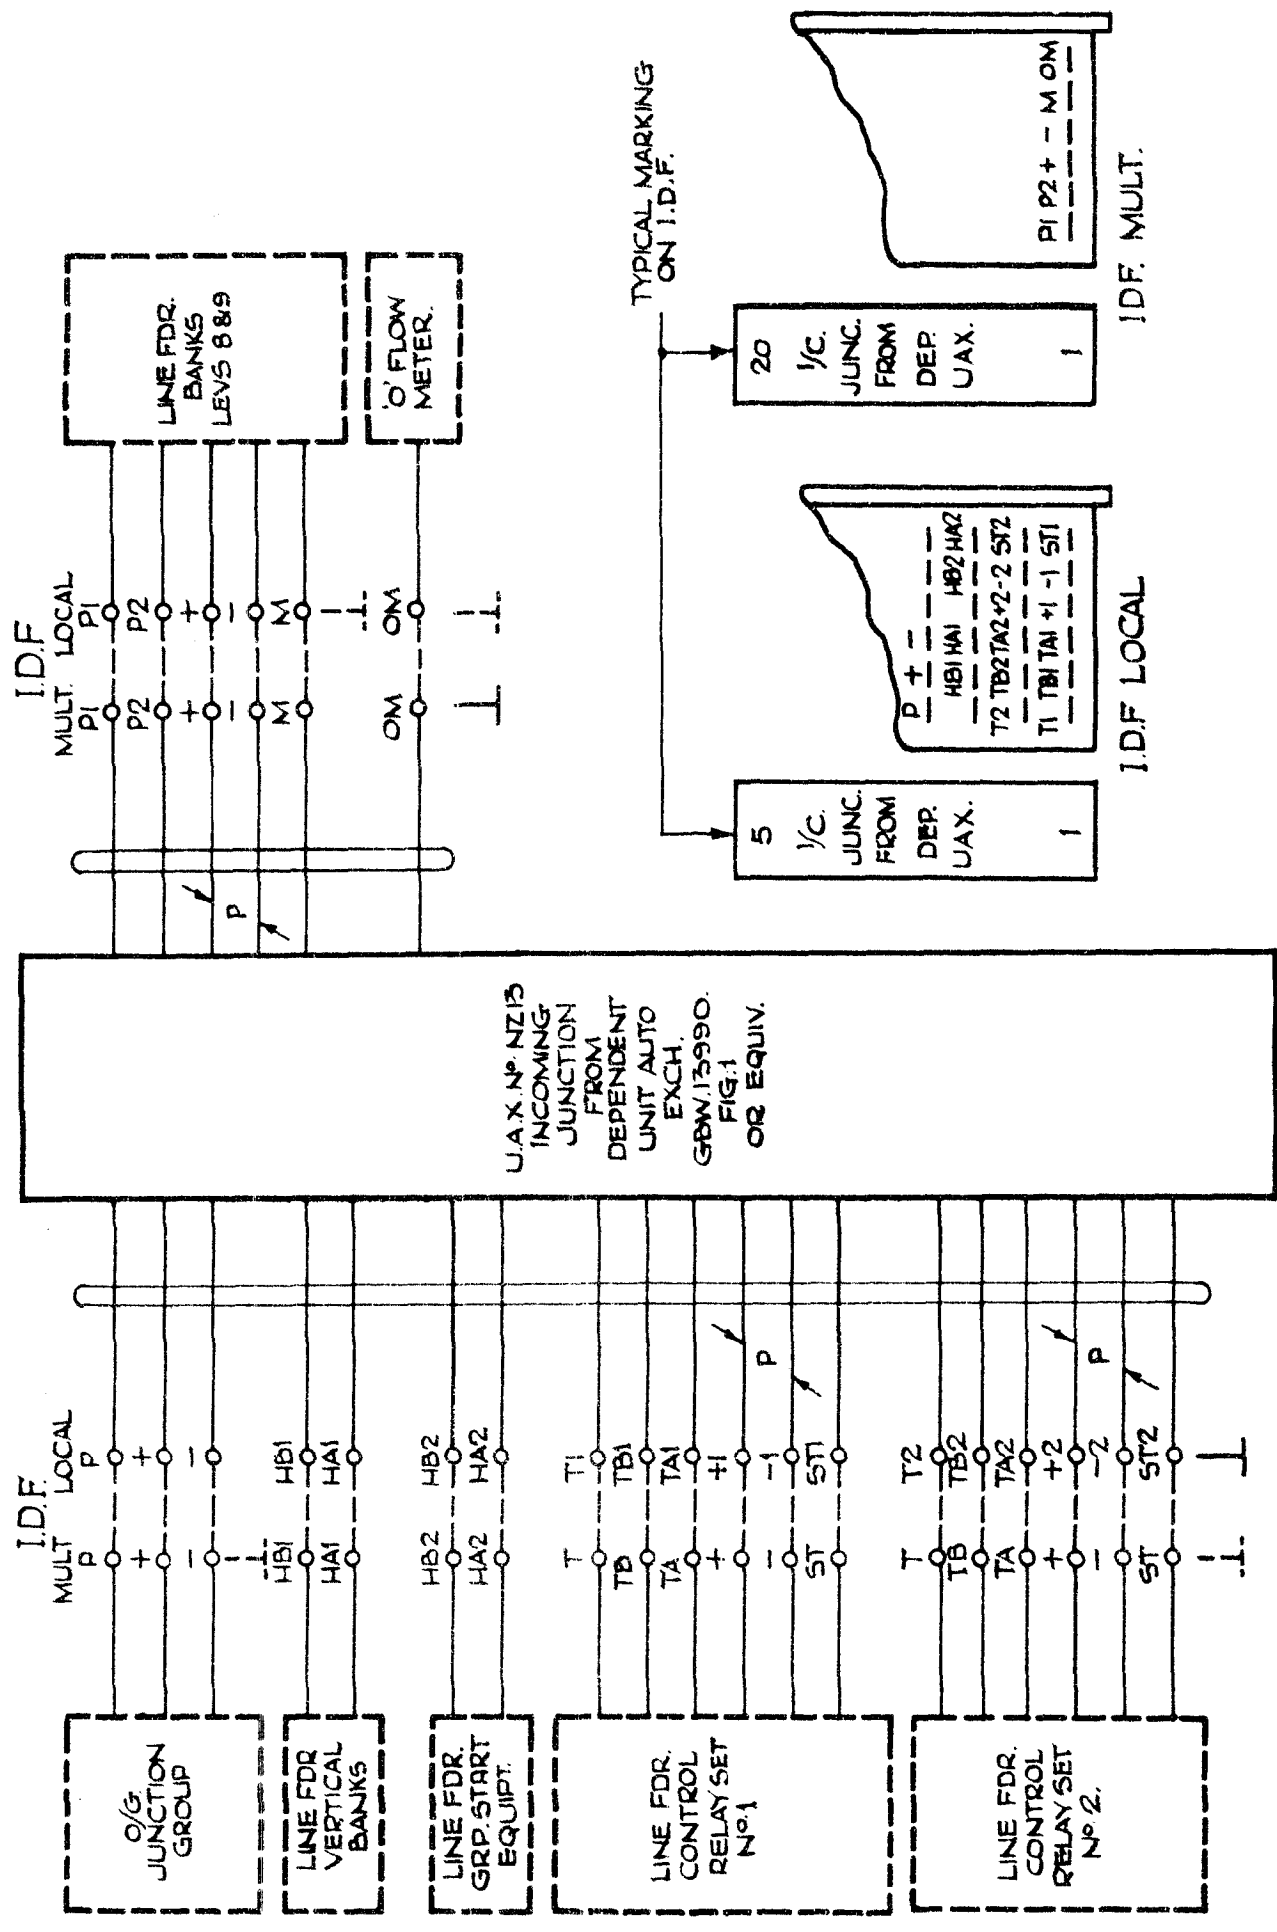 I.D.F.
MULT LOCAL
O/G
JUNCTION
GROUP
P P
+ +
- -
LINE FDR
VERTICAL
BANKS
HB1 HB1
HA1 HA1
LINE FDR.
GRP. START
EQUIPT.
HB2 HB2
HA2 HA2
LINE FDR.
CONTROL
RELAY SET
Nº.1
T T1
TB TB1
TA TA1
+ +1
- -1
ST ST1
P
LINE FDR.
CONTROL
RELAY SET
Nº.2.
T T2
TB TB2
TA TA2
+ +2
- -2
ST ST2
P
U.A.X. Nº. NZ13
INCOMING
JUNCTION
FROM
DEPENDENT
UNIT AUTO
EXCH.
GBW.13990.
FIG.1
OR EQUIV.
I.D.F
MULT. LOCAL
P1 P1
P2 P2
+ +
- -
M M
OM OM
P
LINE FDR.
BANKS
LEVS 8 & 9
'O' FLOW
METER.
TYPICAL MARKING
ON I.D.F.
5
I/C.
JUNC.
FROM
DEP.
UAX.
1
P + -
HB1 HA1 HB2 HA2
T2 TB2 TA2 +2 -2 ST2
T1 TB1 TA1 +1 -1 ST1
I.D.F LOCAL
20
I/C.
JUNC.
FROM
DEP.
UAX.
1
P1 P2 + - M OM
IDF. MULT.